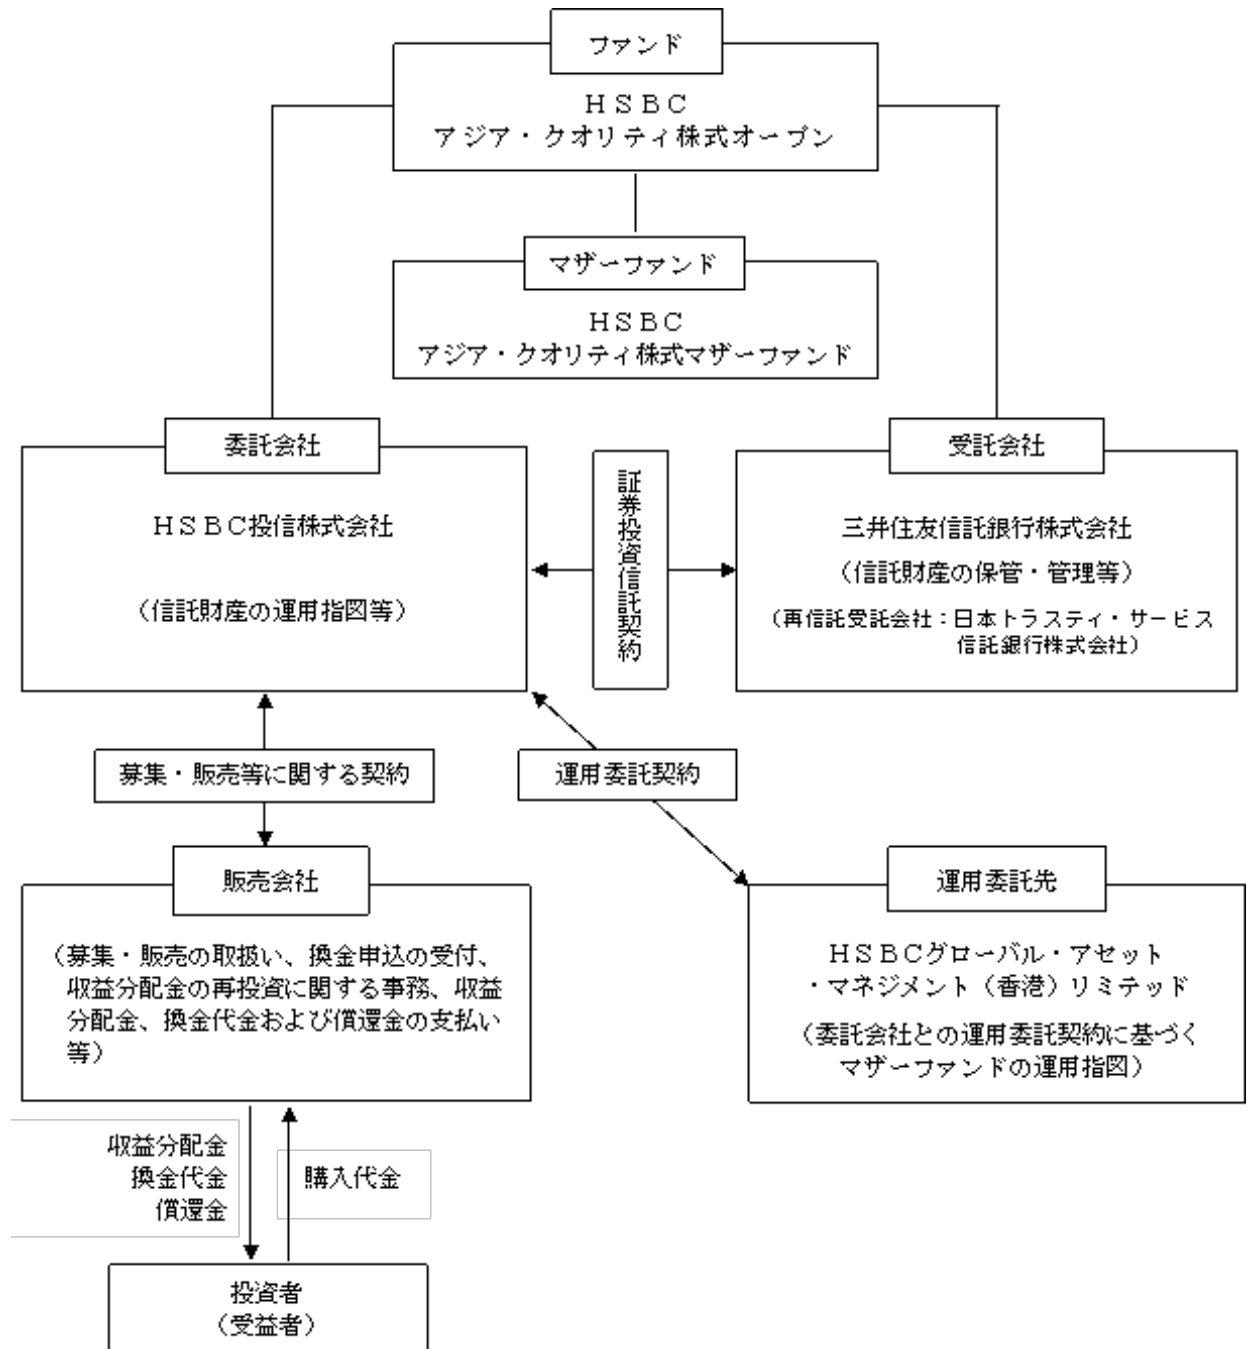 ファンド
ＨＳＢＣ
アジア・クオリティ株式オープン
マザーファンド
ＨＳＢＣ
アジア・クオリティ株式マザーファンド
委託会社
ＨＳＢＣ投信株式会社
（信託財産の運用指図等）
証券投資信託契約
受託会社
三井住友信託銀行株式会社
（信託財産の保管・管理等）
（再信託受託会社：日本トラスティ・サービス
信託銀行株式会社）
募集・販売等に関する契約
運用委託契約
販売会社
（募集・販売の取扱い、換金申込の受付、
収益分配金の再投資に関する事務、収益
分配金、換金代金および償還金の支払い
等）
運用委託先
ＨＳＢＣグローバル・アセット
・マネジメント（香港）リミテッド
（委託会社との運用委託契約に基づく
マザーファンドの運用指図）
収益分配金
換金代金
償還金
購入代金
投資者
（受益者）